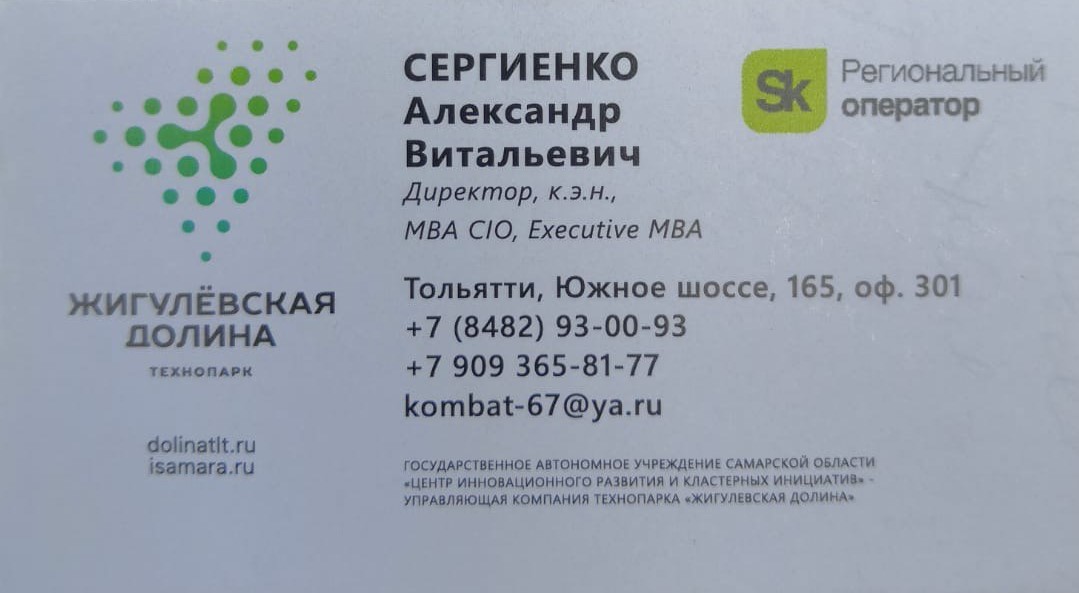 СЕРГИЕНКО
Александр
Витальевич
Директор, к.э.н.,
MBA CIO, Executive MBA
Sk
Региональный
оператор
ЖИГУЛЁВСКАЯ
ДОЛИНА
ТЕХНОПАРК
dolinatlt.ru
isamara.ru
Тольятти, Южное шоссе, 165, оф. 301
+7 (8482) 93-00-93
+7 909 365-81-77
kombat-67@ya.ru
ГОСУДАРСТВЕННОЕ АВТОНОМНОЕ УЧРЕЖДЕНИЕ САМАРСКОЙ ОБЛАСТИ
«ЦЕНТР ИННОВАЦИОННОГО РАЗВИТИЯ И КЛАСТЕРНЫХ ИНИЦИАТИВ» -
УПРАВЛЯЮЩАЯ КОМПАНИЯ ТЕХНОПАРКА «ЖИГУЛЕВСКАЯ ДОЛИНА»